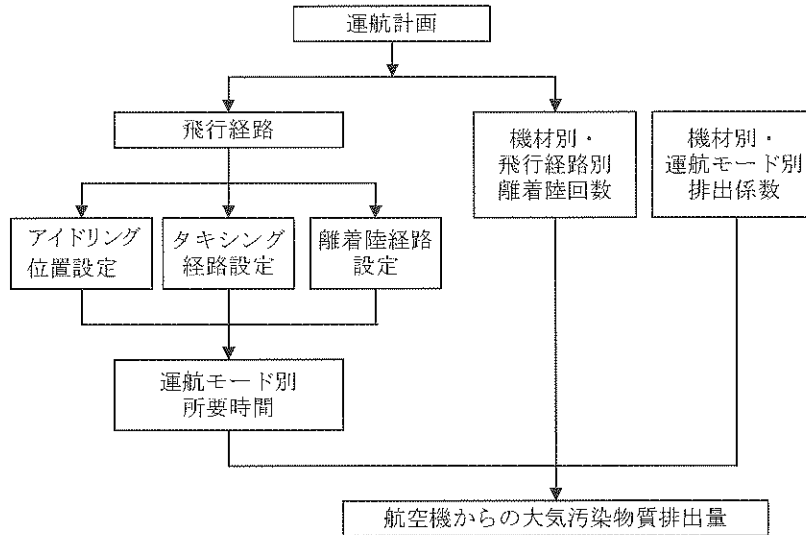 運航計画
飛行経路
機材別・
飛行経路別
離着陸回数
機材別・
運航モード別
排出係数
アイドリング
位置設定
タキシング
経路設定
離着陸経路
設定
運航モード別
所要時間
航空機からの大気汚染物質排出量